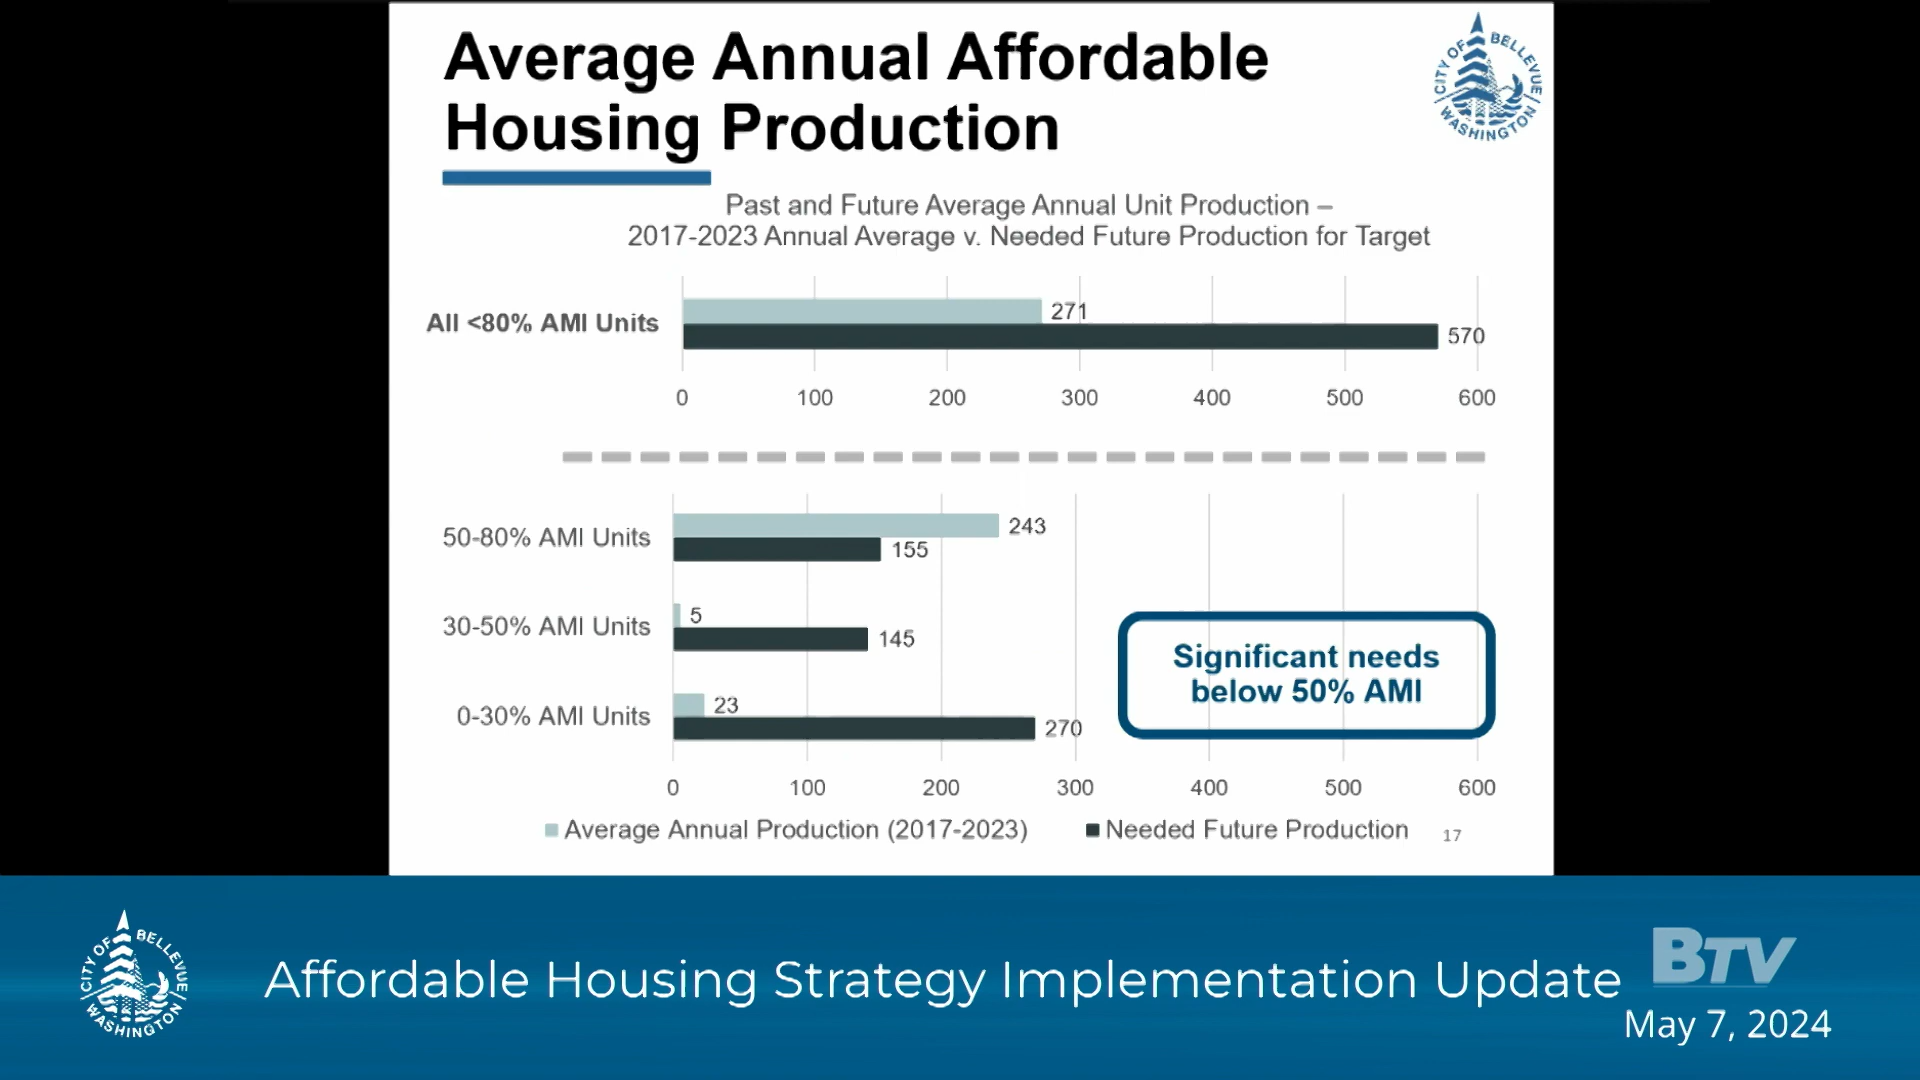 Average Annual Affordable
Housing Production
CITY OF BELLEVUE
WASHINGTON
Past and Future Average Annual Unit Production –
2017-2023 Annual Average v. Needed Future Production for Target
All <80% AMI Units
271
570
0 100 200 300 400 500 600
50-80% AMI Units
243
155
30-50% AMI Units
5
145
0-30% AMI Units
23
270
Significant needs
below 50% AMI
0 100 200 300 400 500 600
Average Annual Production (2017-2023) Needed Future Production 17
CITY OF BELLEVUE
WASHINGTON
Affordable Housing Strategy Implementation Update
BTV
May 7, 2024